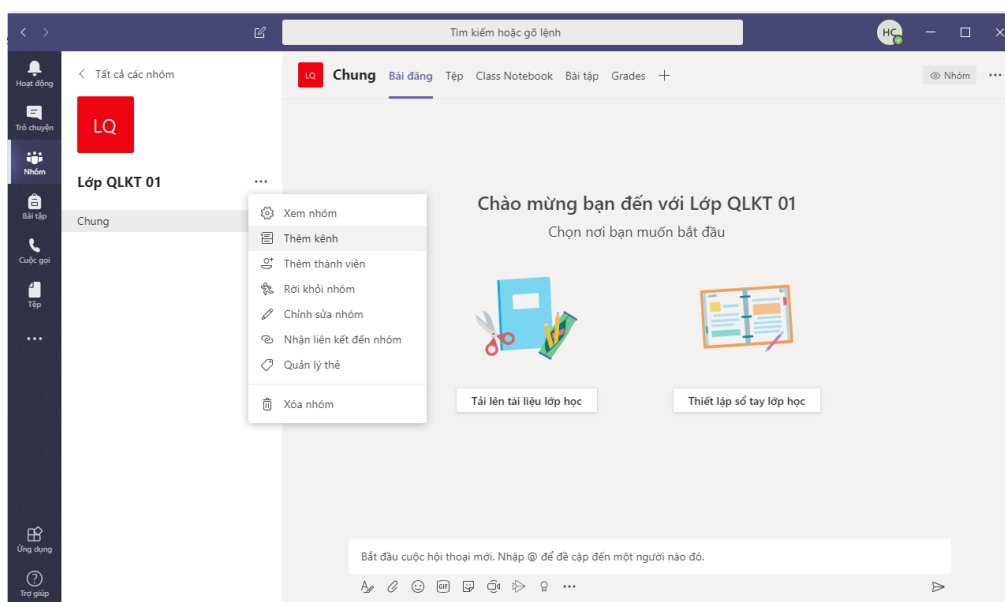 Tìm kiếm hoặc gõ lệnh
HC
Hoạt động
Trò chuyện
Nhóm
Bài tập
Cuộc gọi
Tệp
Ứng dụng
Trợ giúp
Tất cả các nhóm
LQ
Lớp QLKT 01
Chung
Xem nhóm
Thêm kênh
Thêm thành viên
Rời khỏi nhóm
Chỉnh sửa nhóm
Nhận liên kết đến nhóm
Quản lý thẻ
Xóa nhóm
LQ Chung Bài đăng Tệp Class Notebook Bài tập Grades Nhóm
Chào mừng bạn đến với Lớp QLKT 01
Chọn nơi bạn muốn bắt đầu
Tải lên tài liệu lớp học
Thiết lập sổ tay lớp học
Bắt đầu cuộc hội thoại mới. Nhập @ để đề cập đến một người nào đó.
GIF